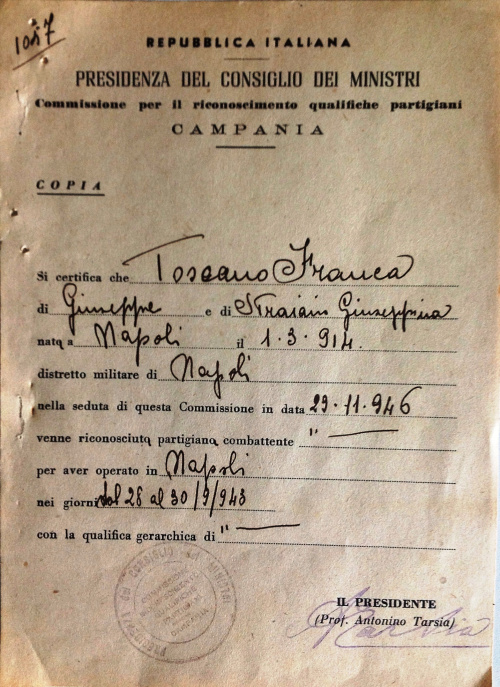 1057
REPUBBLICA ITALIANA
PRESIDENZA DEL CONSIGLIO DEI MINISTRI
Commissione per il riconoscimento qualifiche partigiani
CAMPANIA
COPIA
Si certifica che Toscano Franca
di Giuseppe e di Giuseppina
nata a Napoli il 1.3.914.
distretto militare di Napoli
nella seduta di questa Commissione in data 29.11.946
venne riconosciuta partigiana combattente "—
per aver operato in Napoli
nei giorni dal 28 al 30/9/943
con la qualifica gerarchica di "—
IL PRESIDENTE
(Prof. Antonino Tarsia)